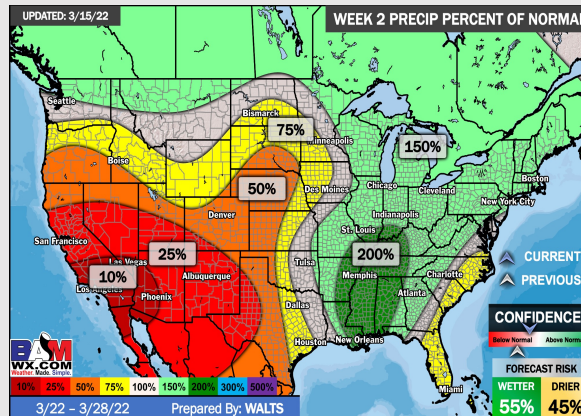 UPDATED: 3/15/22
WEEK 2 PRECIP PERCENT OF NORMAL
Seattle
Bismarck
75%
Minneapolis
150%
Boise
50%
Des Moines
Chicago
Cleveland
Boston
New York City
Denver
Indianapolis
San Francisco
St. Louis
Las Vegas
25%
200%
10%
Los Angeles
Albuquerque
Tulsa
Memphis
Charlotte
Phoenix
Atlanta
Dallas
Houston
New Orleans
Miami
CURRENT
PREVIOUS
CONFIDENCE
Below Normal
Above Normal
FORECAST RISK
WETTER
DRIER
55%
45%
BAM
WX.COM
Weather. Made. Simple.
10% 25% 50% 75% 100% 150% 200% 300% 500%
3/22 – 3/28/22
Prepared By: WALTS